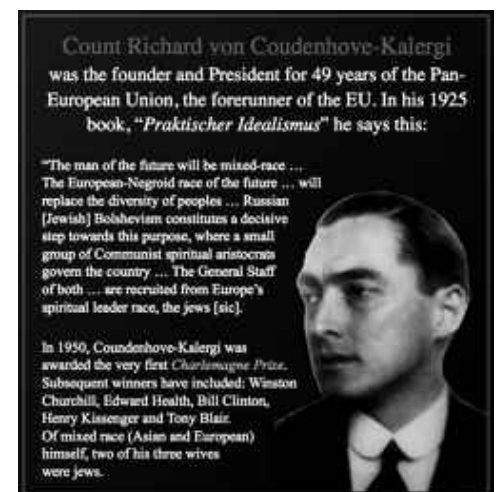 Count Richard von Coudenhove-Kalergi
was the founder and President for 49 years of the Pan-
European Union, the forerunner of the EU. In his 1925
book, “Praktischer Idealismus” he says this:
“The man of the future will be mixed-race ...
The European-Negroid race of the future ... will
replace the diversity of peoples ... Russian
[Jewish] Bolshevism constitutes a decisive
step towards this purpose, where a small
group of Communist spiritual aristocrats
govern the country ... The General Staff
of both ... are recruited from Europe’s
spiritual leader race, the jews [sic].
In 1950, Coundenhove-Kalergi was
awarded the very first Charlemagne Prize.
Subsequent winners have included: Winston
Churchill, Edward Health, Bill Clinton,
Henry Kissenger and Tony Blair.
Of mixed race (Asian and European)
himself, two of his three wives
were jews.